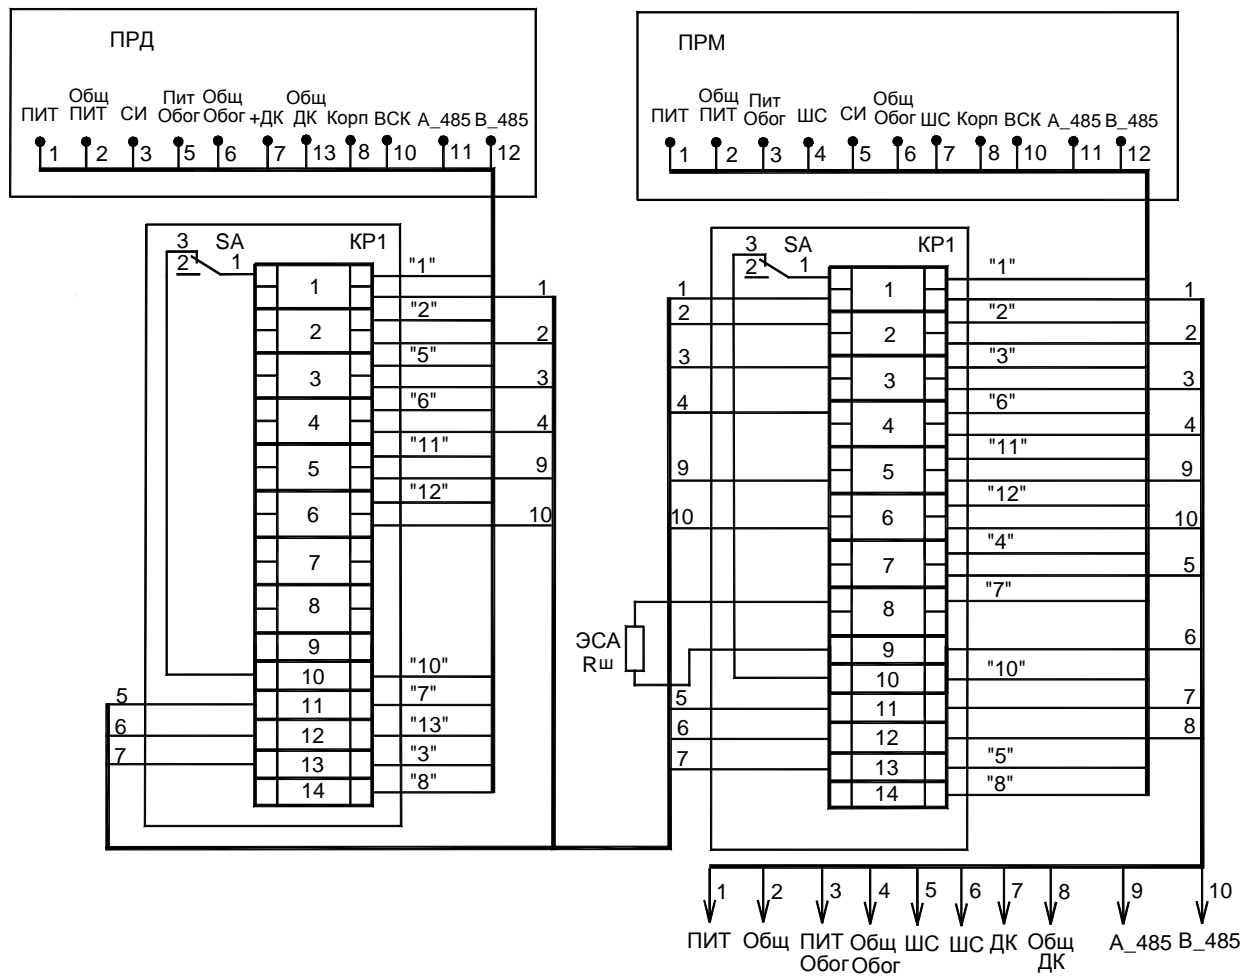 ПРД
ПИТ
Общ
ПИТ
СИ
Пит
Обог
Общ
Обог
+ДК
Общ
ДК
Корп
ВСК
А_485
В_485
1 2 3 5 6 7 13 8 10 11 12
ПРМ
ПИТ
Общ
ПИТ
Пит
Обог
ШС
СИ
Общ
Обог
ШС
Корп
ВСК
А_485
В_485
1 2 3 4 5 6 7 8 10 11 12
3 SA КР1
2 1
1
2
3
4
5
6
7
8
9
10
11
12
13
14
"1"
"2"
"5"
"6"
"11"
"12"
"10"
"7"
"13"
"3"
"8"
1
2
3
4
9
10
5
6
7
3 SA КР1
2 1
1
2
3
4
9
10
ЭСА
Rш
5
6
7
1
2
3
4
5
6
7
8
9
10
11
12
13
14
"1"
"2"
"3"
"6"
"11"
"12"
"4"
"7"
"10"
"5"
"8"
1
2
3
4
9
10
5
6
7
8
1 2 3 4 5 6 7 8 9 10
ПИТ
Общ
ПИТ
Обог
Общ
Обог
ШС
ШС
ДК
Общ
ДК
А_485
В_485